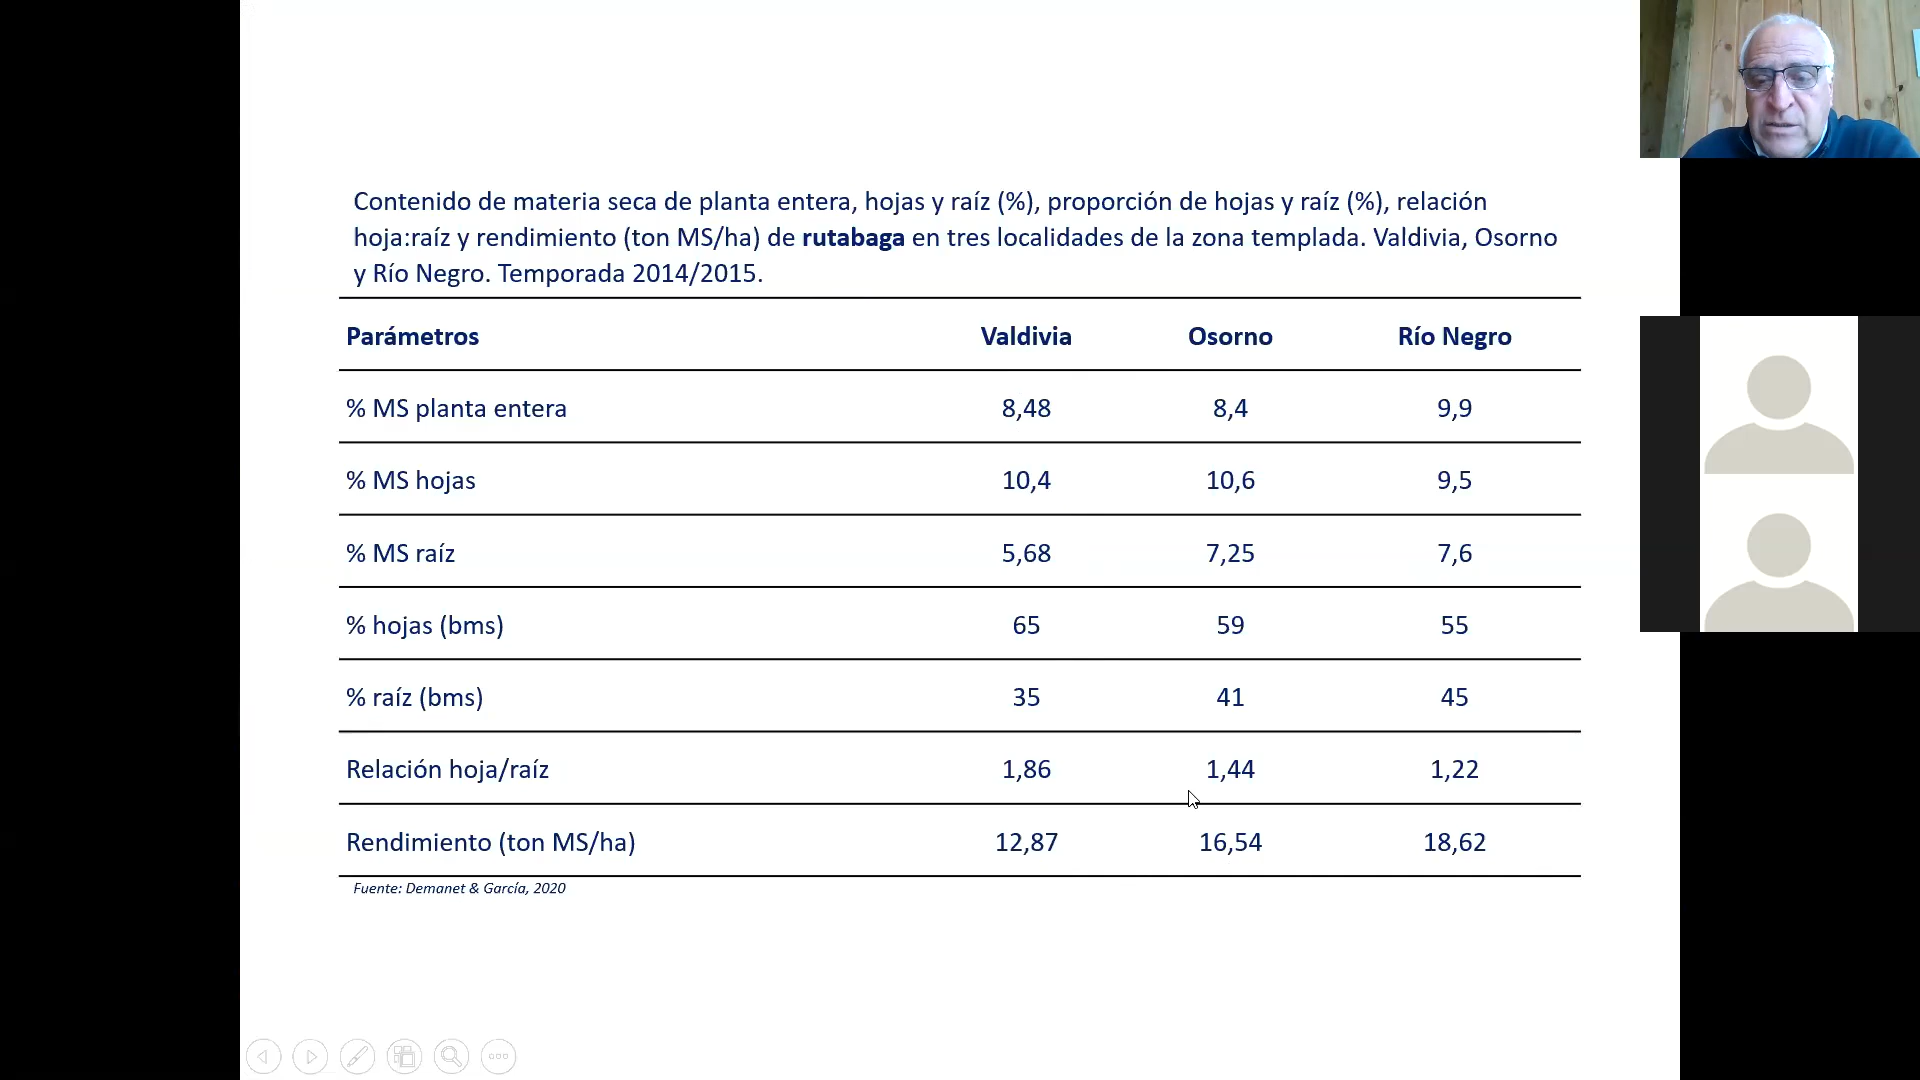 Contenido de materia seca de planta entera, hojas y raíz (%), proporción de hojas y raíz (%), relación
hoja:raíz y rendimiento (ton MS/ha) de rutabaga en tres localidades de la zona templada. Valdivia, Osorno
y Río Negro. Temporada 2014/2015.
Parámetros Valdivia Osorno Río Negro
% MS planta entera 8,48 8,4 9,9
% MS hojas 10,4 10,6 9,5
% MS raíz 5,68 7,25 7,6
% hojas (bms) 65 59 55
% raíz (bms) 35 41 45
Relación hoja/raíz 1,86 1,44 1,22
Rendimiento (ton MS/ha) 12,87 16,54 18,62
Fuente: Demanet & García, 2020